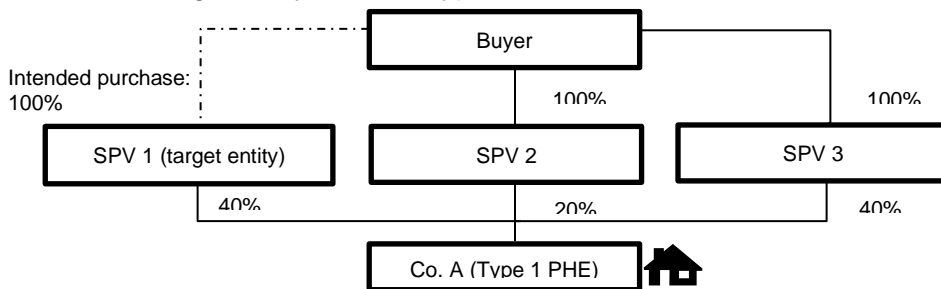 Buyer
Intended purchase:
100%
100%
100%
SPV 1 (target entity)
SPV 2
SPV 3
40%
20%
40%
Co. A (Type 1 PHE)